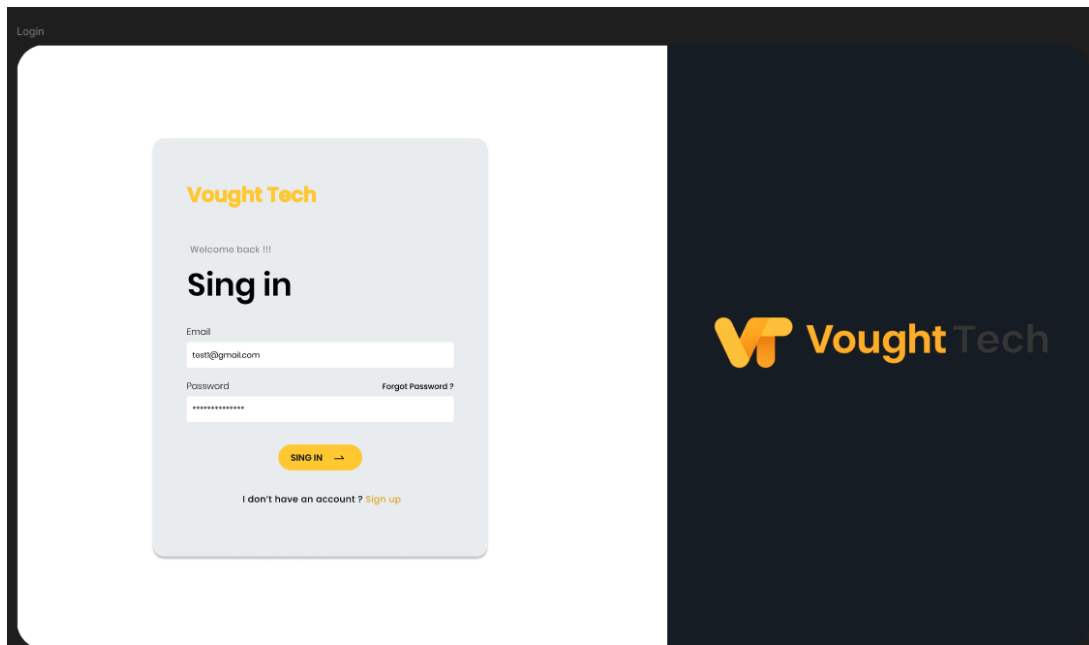 Login
Vought Tech
Welcome back !!!
Sing in
Email
test1@gmail.com
Password
Forgot Password ?
**************
SING IN
I don't have an account ? Sign up
Vought Tech